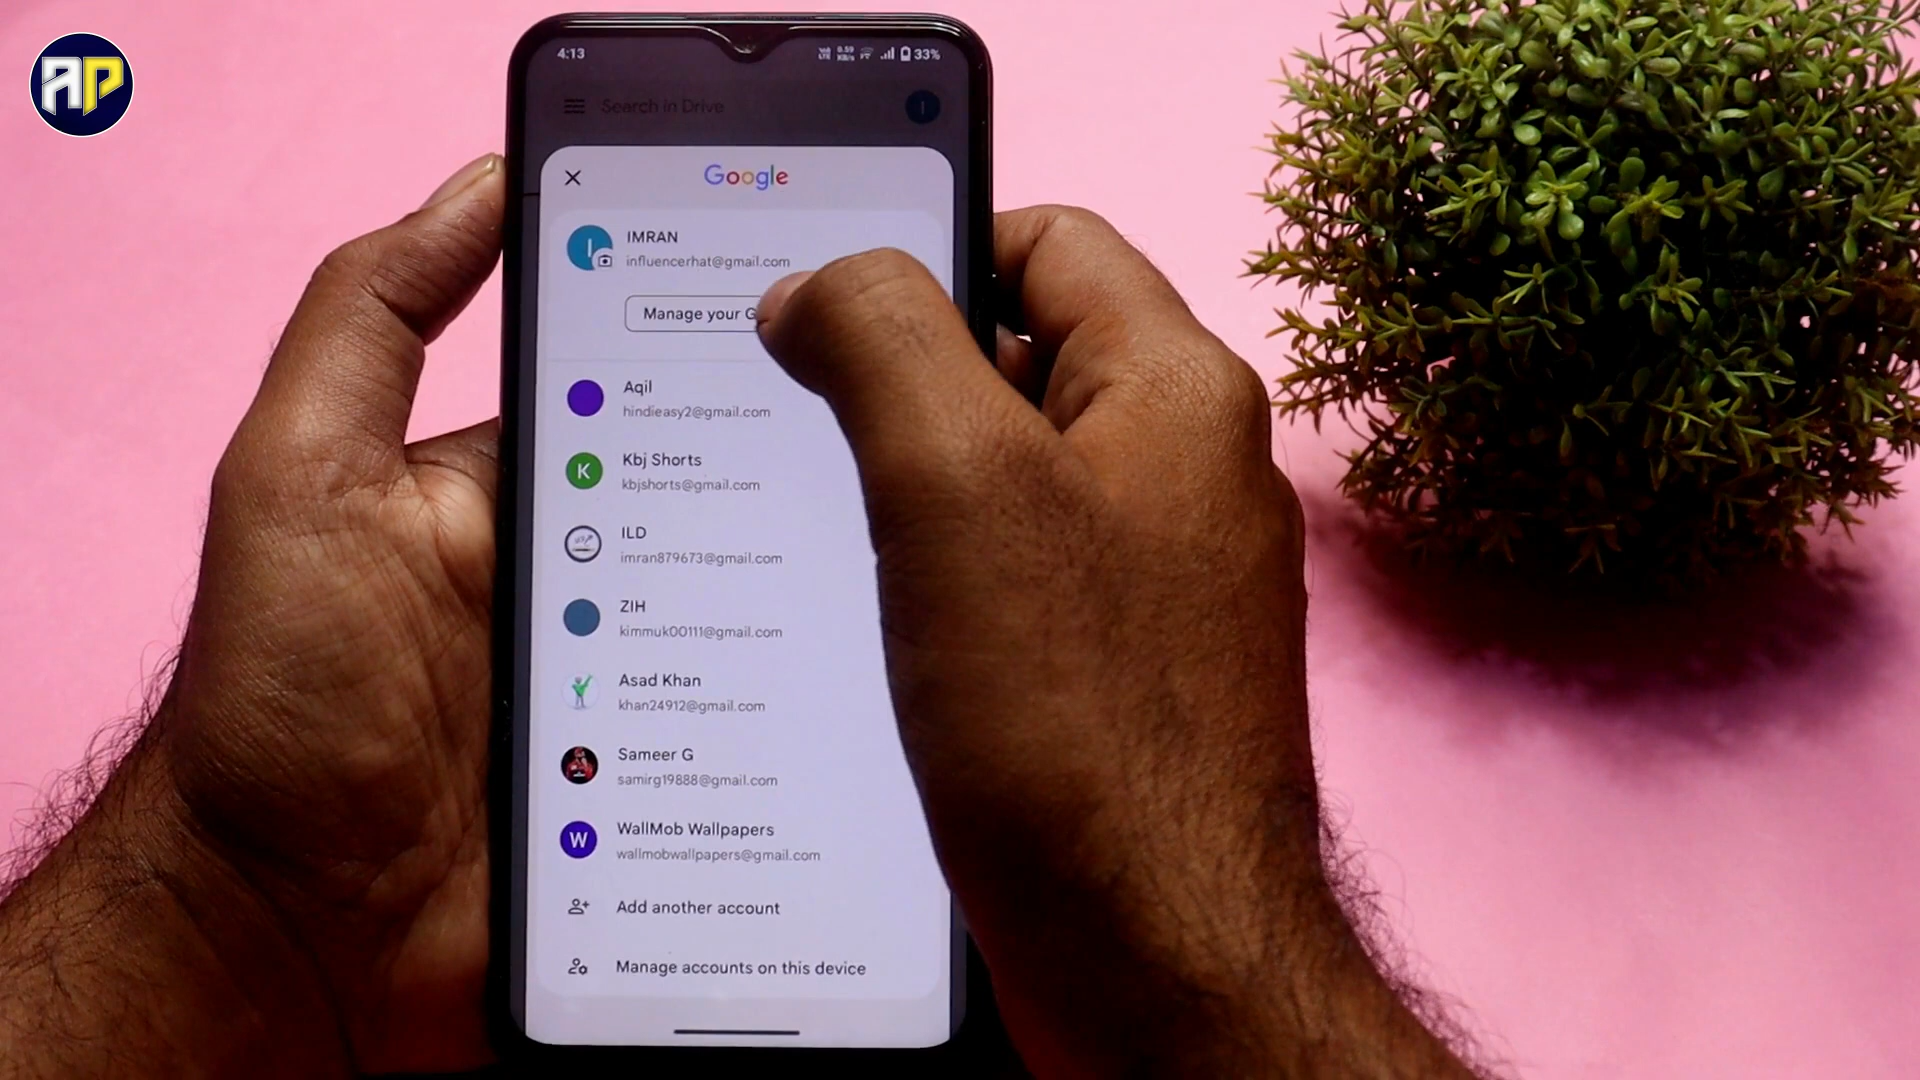 AP
4:13
33%
Search in Drive
Google
IMRAN
influencerhat@gmail.com
Manage your G
Aqil
hindieasy2@gmail.com
K
Kbj Shorts
kbjshorts@gmail.com
ILD
imran879673@gmail.com
ZIH
kimmuk00111@gmail.com
Asad Khan
khan24912@gmail.com
Sameer G
samirg19888@gmail.com
W
WallMob Wallpapers
wallmobwallpapers@gmail.com
Add another account
Manage accounts on this device